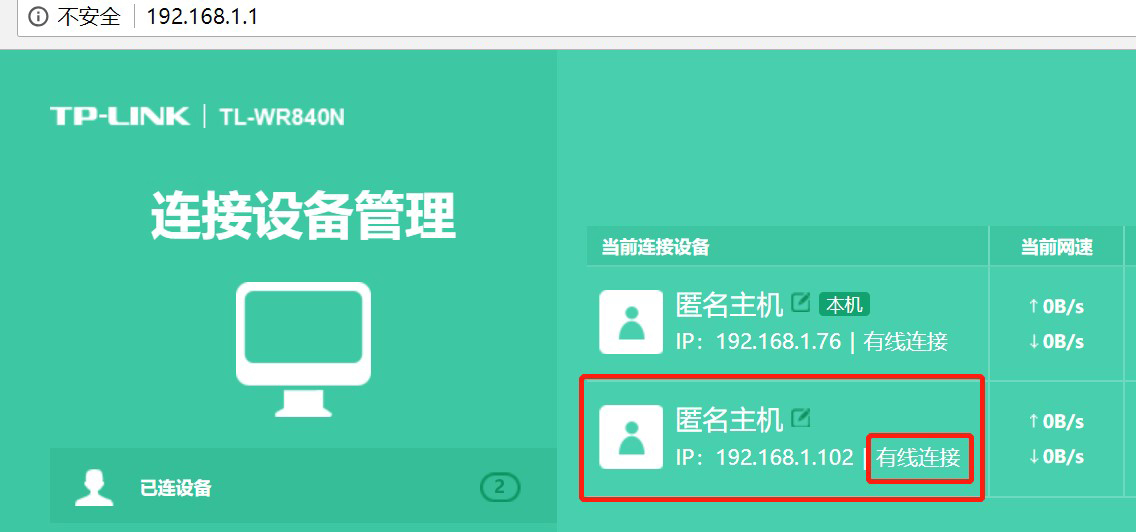 不安全 192.168.1.1
TP-LINK | TL-WR840N
连接设备管理
已连设备 2
当前连接设备 当前网速
匿名主机 本机
IP：192.168.1.76 | 有线连接
↑ 0B/s
↓ 0B/s
匿名主机
IP：192.168.1.102 | 有线连接
↑ 0B/s
↓ 0B/s